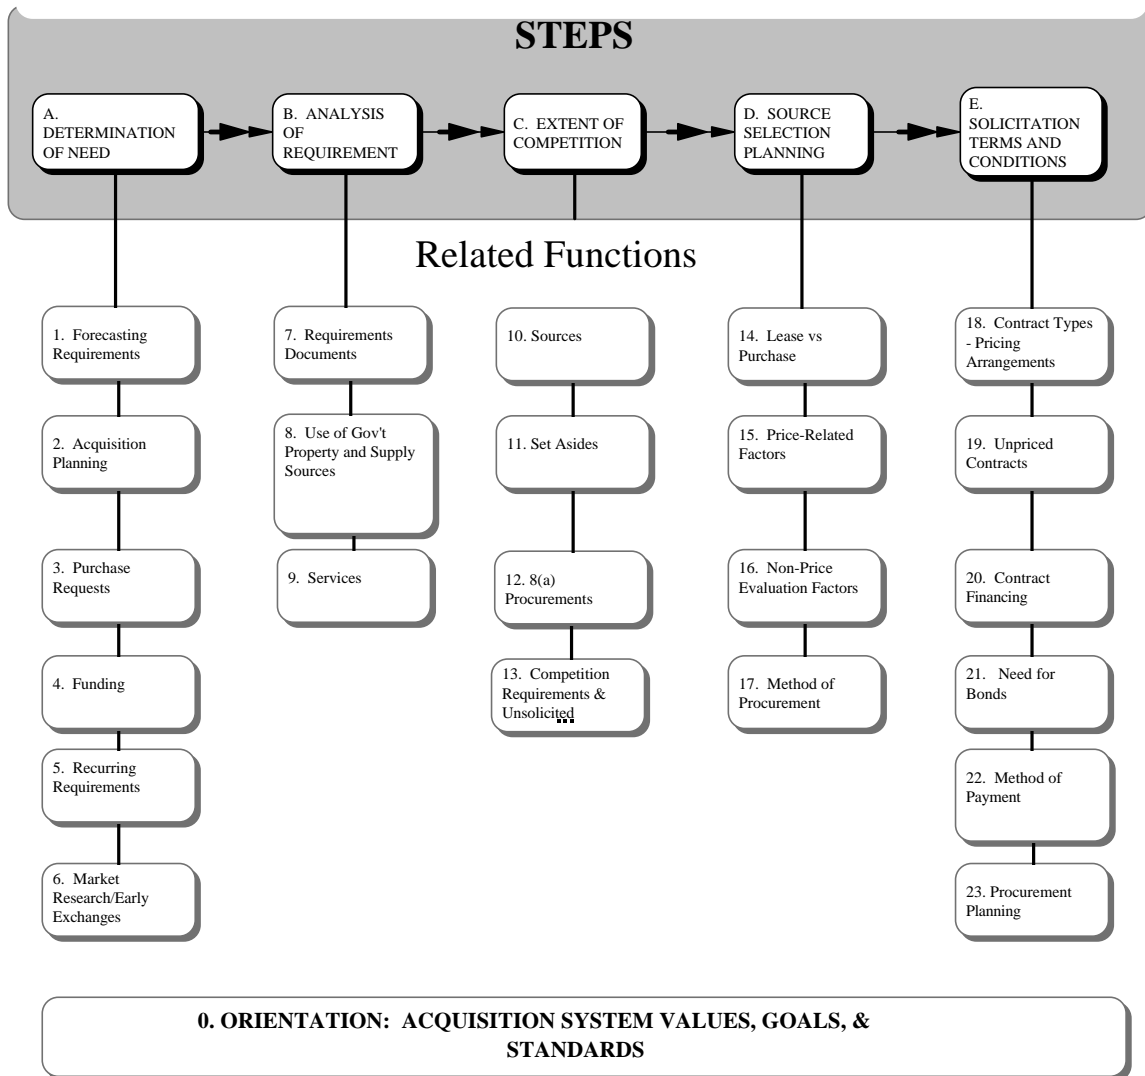 STEPS
A.
DETERMINATION
OF NEED
B. ANALYSIS
OF
REQUIREMENT
C. EXTENT OF
COMPETITION
D. SOURCE
SELECTION
PLANNING
E.
SOLICITATION
TERMS AND
CONDITIONS
Related Functions
1. Forecasting
Requirements
2. Acquisition
Planning
3. Purchase
Requests
4. Funding
5. Recurring
Requirements
6. Market
Research/Early
Exchanges
7. Requirements
Documents
8. Use of Gov't
Property and Supply
Sources
9. Services
10. Sources
11. Set Asides
12. 8(a)
Procurements
13. Competition
Requirements &
Unsolicited
14. Lease vs
Purchase
15. Price-Related
Factors
16. Non-Price
Evaluation Factors
17. Method of
Procurement
18. Contract Types
- Pricing
Arrangements
19. Unpriced
Contracts
20. Contract
Financing
21. Need for
Bonds
22. Method of
Payment
23. Procurement
Planning
0. ORIENTATION: ACQUISITION SYSTEM VALUES, GOALS, &
STANDARDS